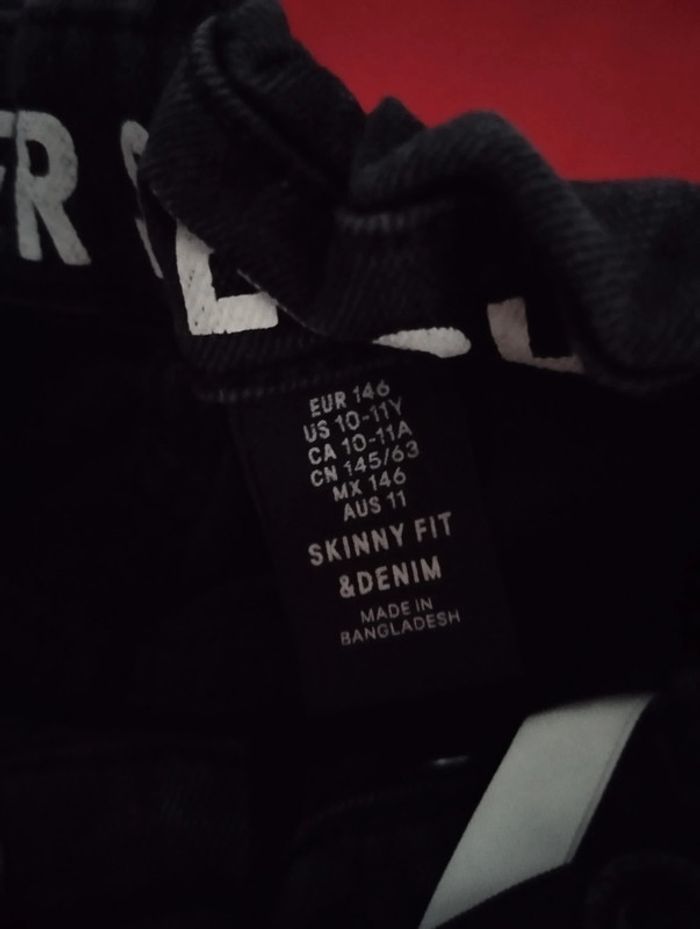 EUR 146
US 10-11Y
CA 10-11A
CN 145/63
MX 146
AUS 11
SKINNY FIT
&DENIM
MADE IN
BANGLADESH